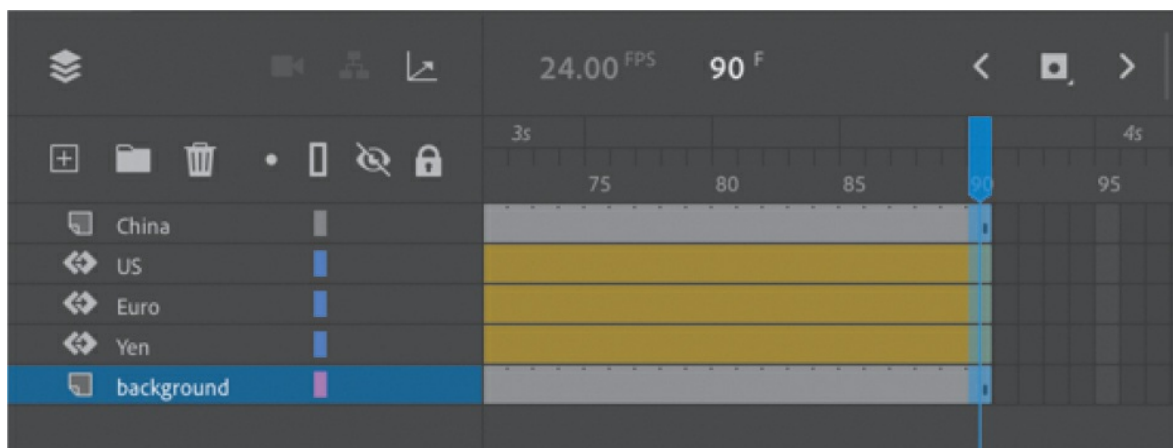 24.00 FPS 90 F
3s 4s
75 80 85 90 95
China
US
Euro
Yen
background